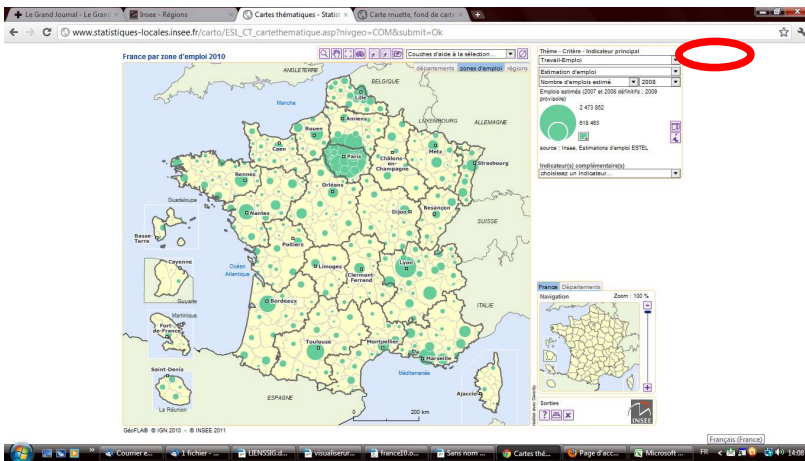 Le Grand Journal - Le Grand
Insee - Régions
Cartes thématiques - Statist
Carte muette, fond de carte
www.statistiques-locales.insee.fr/carto/ESL_CT_cartethematique.asp?nivgeo=COM&submit=Ok
France par zone d'emploi 2010
Couches d'aide à la sélection...
départements zones d'emploi régions
Thème - Critère - Indicateur principal
Travail-Emploi
Estimation d'emploi
Nombre d'emplois estimé 2008
Emplois estimés (2007 et 2008 définitifs ; 2009
provisoire)
2 473 952
618 463
source : Insee, Estimations d'emploi ESTEL
Indicateur(s) complémentaire(s)
choisissez un indicateur...
ANGLETERRE
BELGIQUE
Lille
Manche
LUXEMBOURG
ALLEMAGNE
Amiens
Rouen
Caen
Metz
Paris
Châlons-
en-
Champagne
Strasbourg
Rennes
Orléans
Guadeloupe
Nantes
Dijon
Besançon
SUISSE
Basse-
Terre
Poitiers
Cayenne
Océan
Atlantique
Limoges
Clermont-
Ferrand
Lyon
Guyane
Bordeaux
ITALIE
Martinique
Fort-
de-France
Toulouse
Montpellier
Marseille
Saint-Denis
Méditerranée
La Réunion
ESPAGNE
Ajaccio
0 200 km
GéoFLA® © IGN 2010 - © INSEE 2011
France Départements
Navigation Zoom : 100 %
Sorties
INSEE
Français (France)
Courrier e...
1 fichier - ...
LIENSSIG.d...
visualiserur...
france10.o...
Sans nom ...
Cartes thé...
Page d'acc...
Microsoft ...
FR
14:08